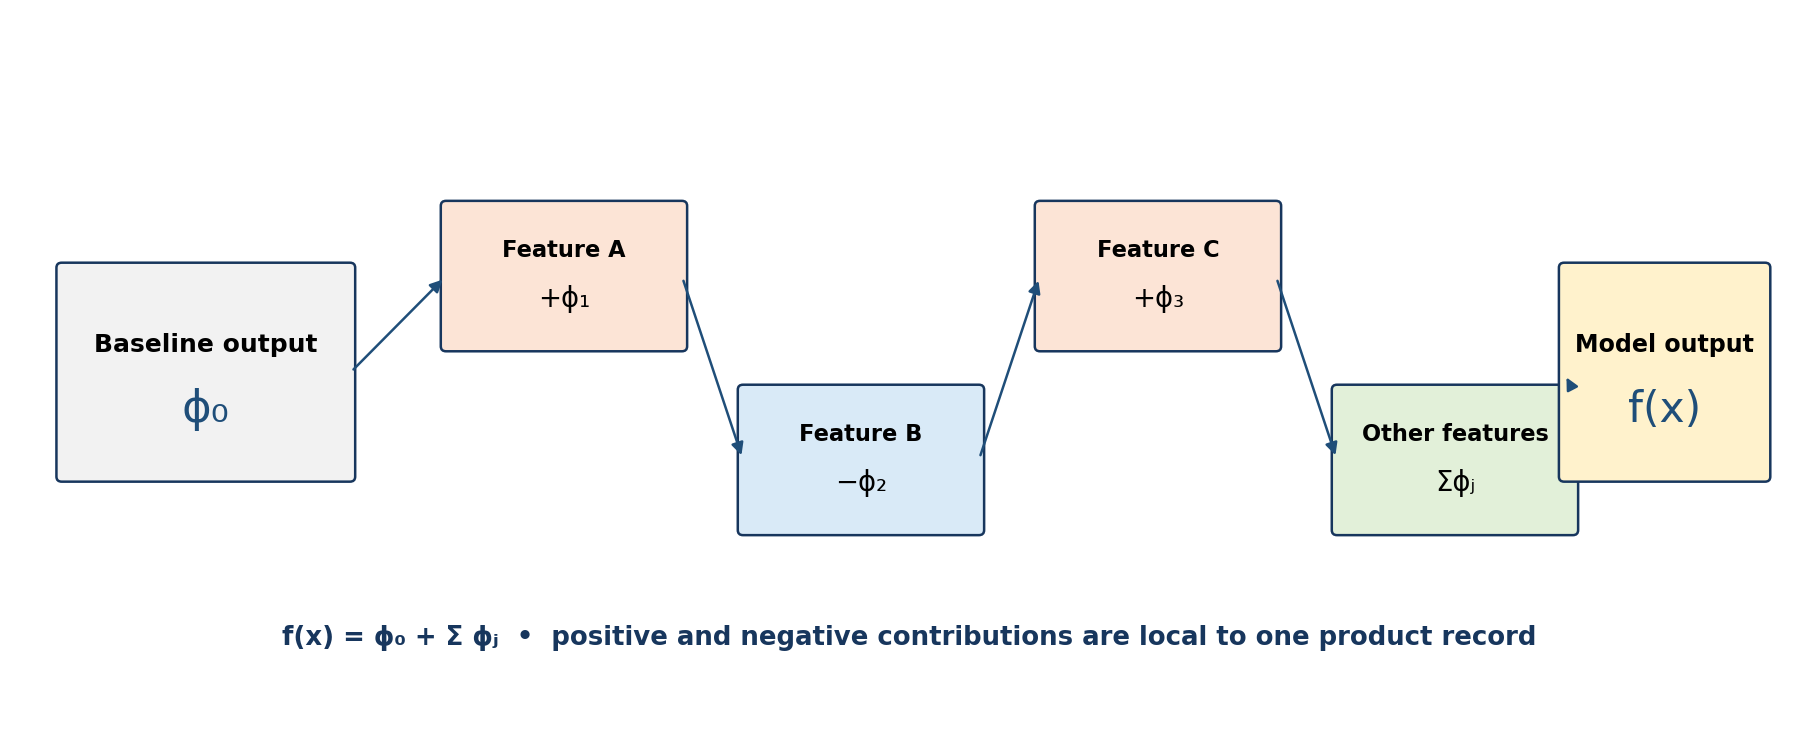 Baseline output
ϕ₀
Feature A
+ϕ₁
Feature B
−ϕ₂
Feature C
+ϕ₃
Other features
Σϕⱼ
Model output
f(x)
f(x) = ϕ₀ + Σ ϕⱼ • positive and negative contributions are local to one product record